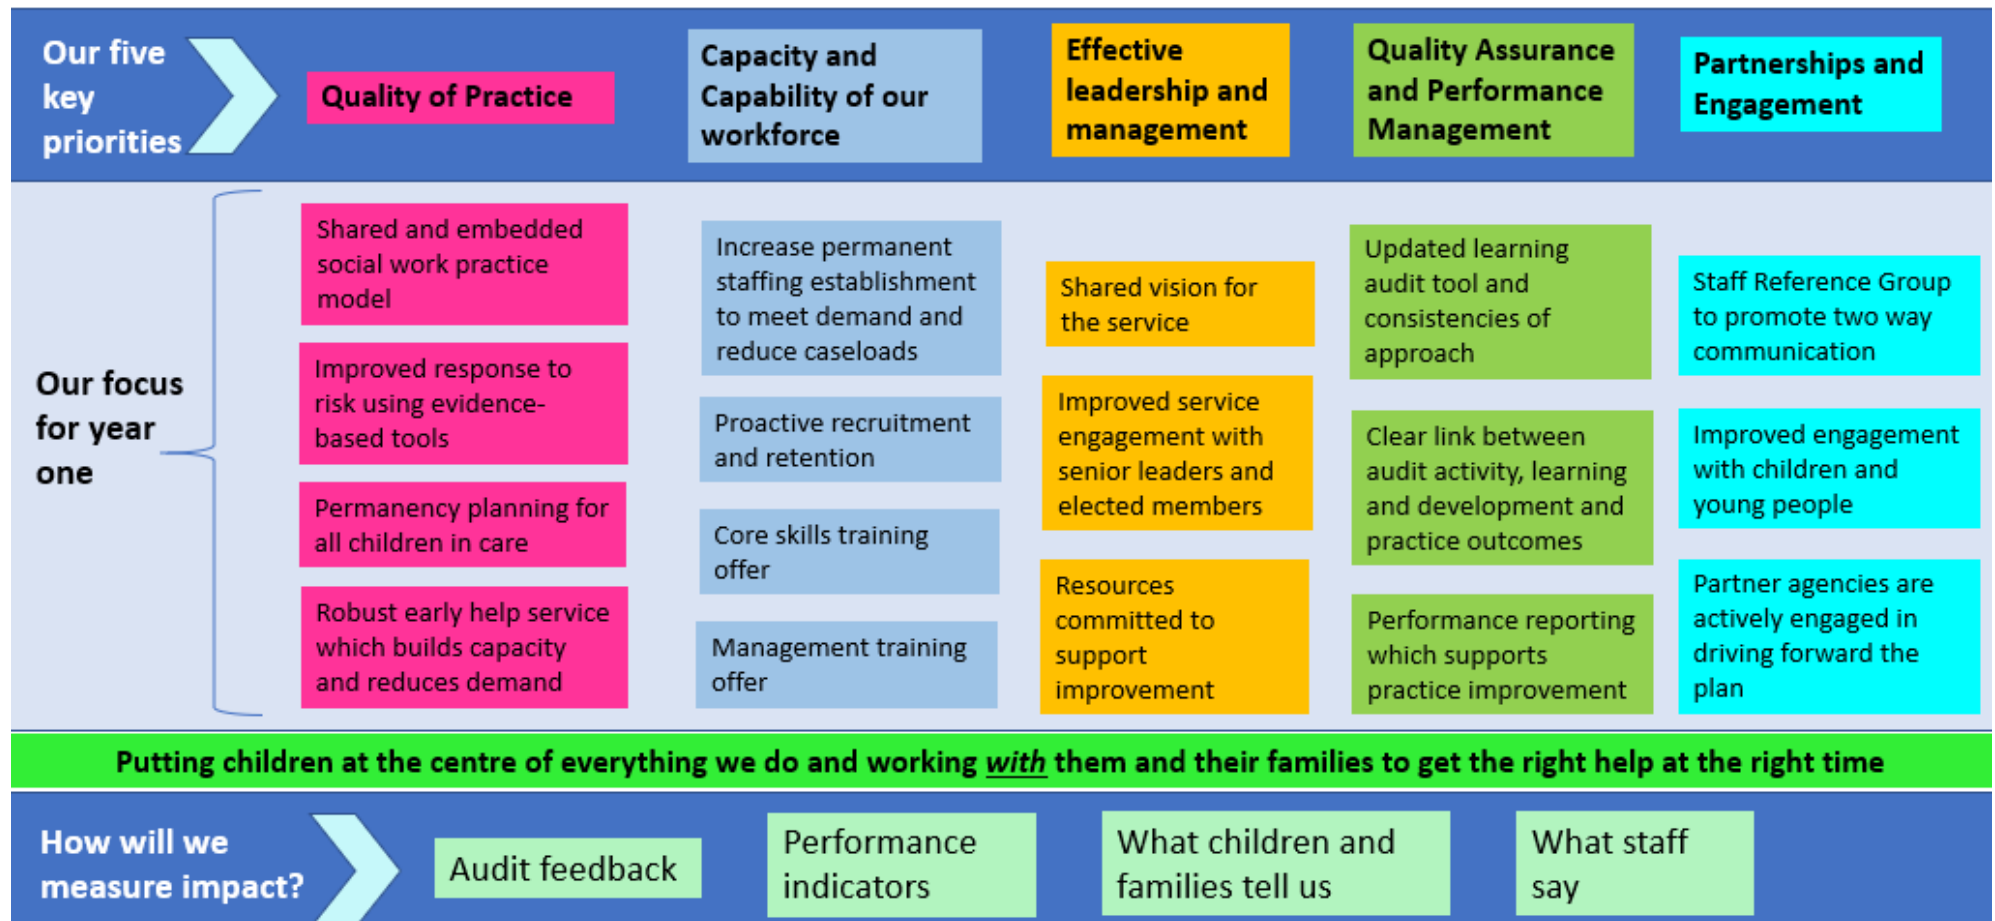 Our five
key
priorities
Quality of Practice
Capacity and
Capability of our
workforce
Effective
leadership and
management
Quality Assurance
and Performance
Management
Partnerships and
Engagement
Our focus
for year
one
Shared and embedded
social work practice
model
Improved response to
risk using evidence-
based tools
Permanency planning for
all children in care
Robust early help service
which builds capacity
and reduces demand
Increase permanent
staffing establishment
to meet demand and
reduce caseloads
Proactive recruitment
and retention
Core skills training
offer
Management training
offer
Shared vision for
the service
Improved service
engagement with
senior leaders and
elected members
Resources
committed to
support
improvement
Updated learning
audit tool and
consistencies of
approach
Clear link between
audit activity, learning
and development and
practice outcomes
Performance reporting
which supports
practice improvement
Staff Reference Group
to promote two way
communication
Improved engagement
with children and
young people
Partner agencies are
actively engaged in
driving forward the
plan
Putting children at the centre of everything we do and working with them and their families to get the right help at the right time
How will we
measure impact?
Audit feedback
Performance
indicators
What children and
families tell us
What staff
say